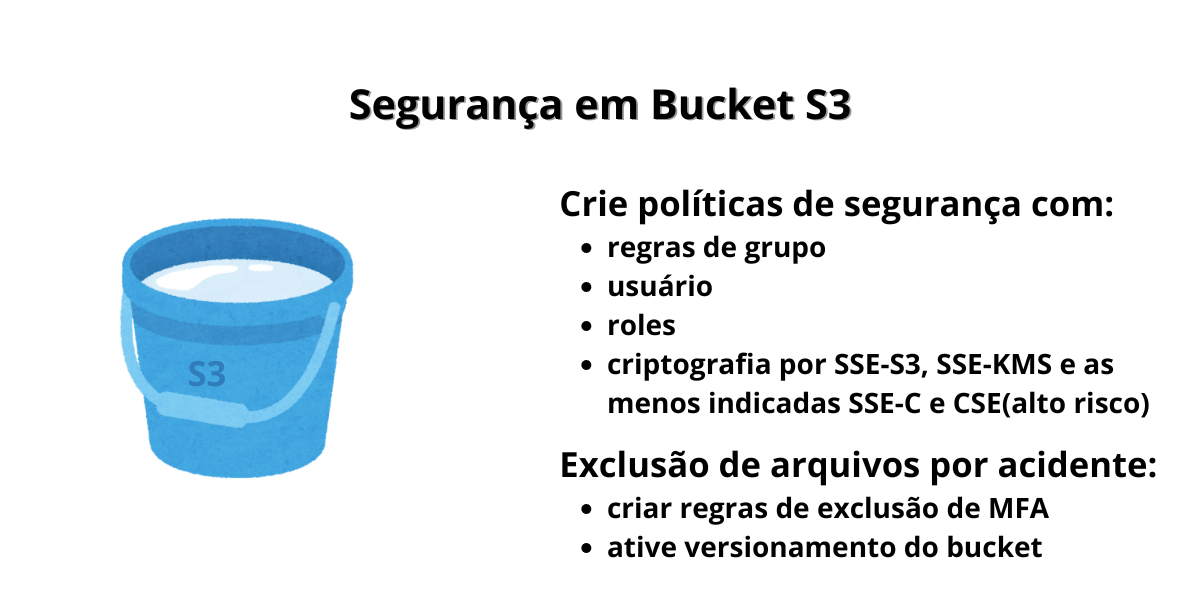 Segurança em Bucket S3
Crie políticas de segurança com:
• regras de grupo
• usuário
• roles
• criptografia por SSE-S3, SSE-KMS e as
menos indicadas SSE-C e CSE(alto risco)
S3
Exclusão de arquivos por acidente:
• criar regras de exclusão de MFA
• ative versionamento do bucket